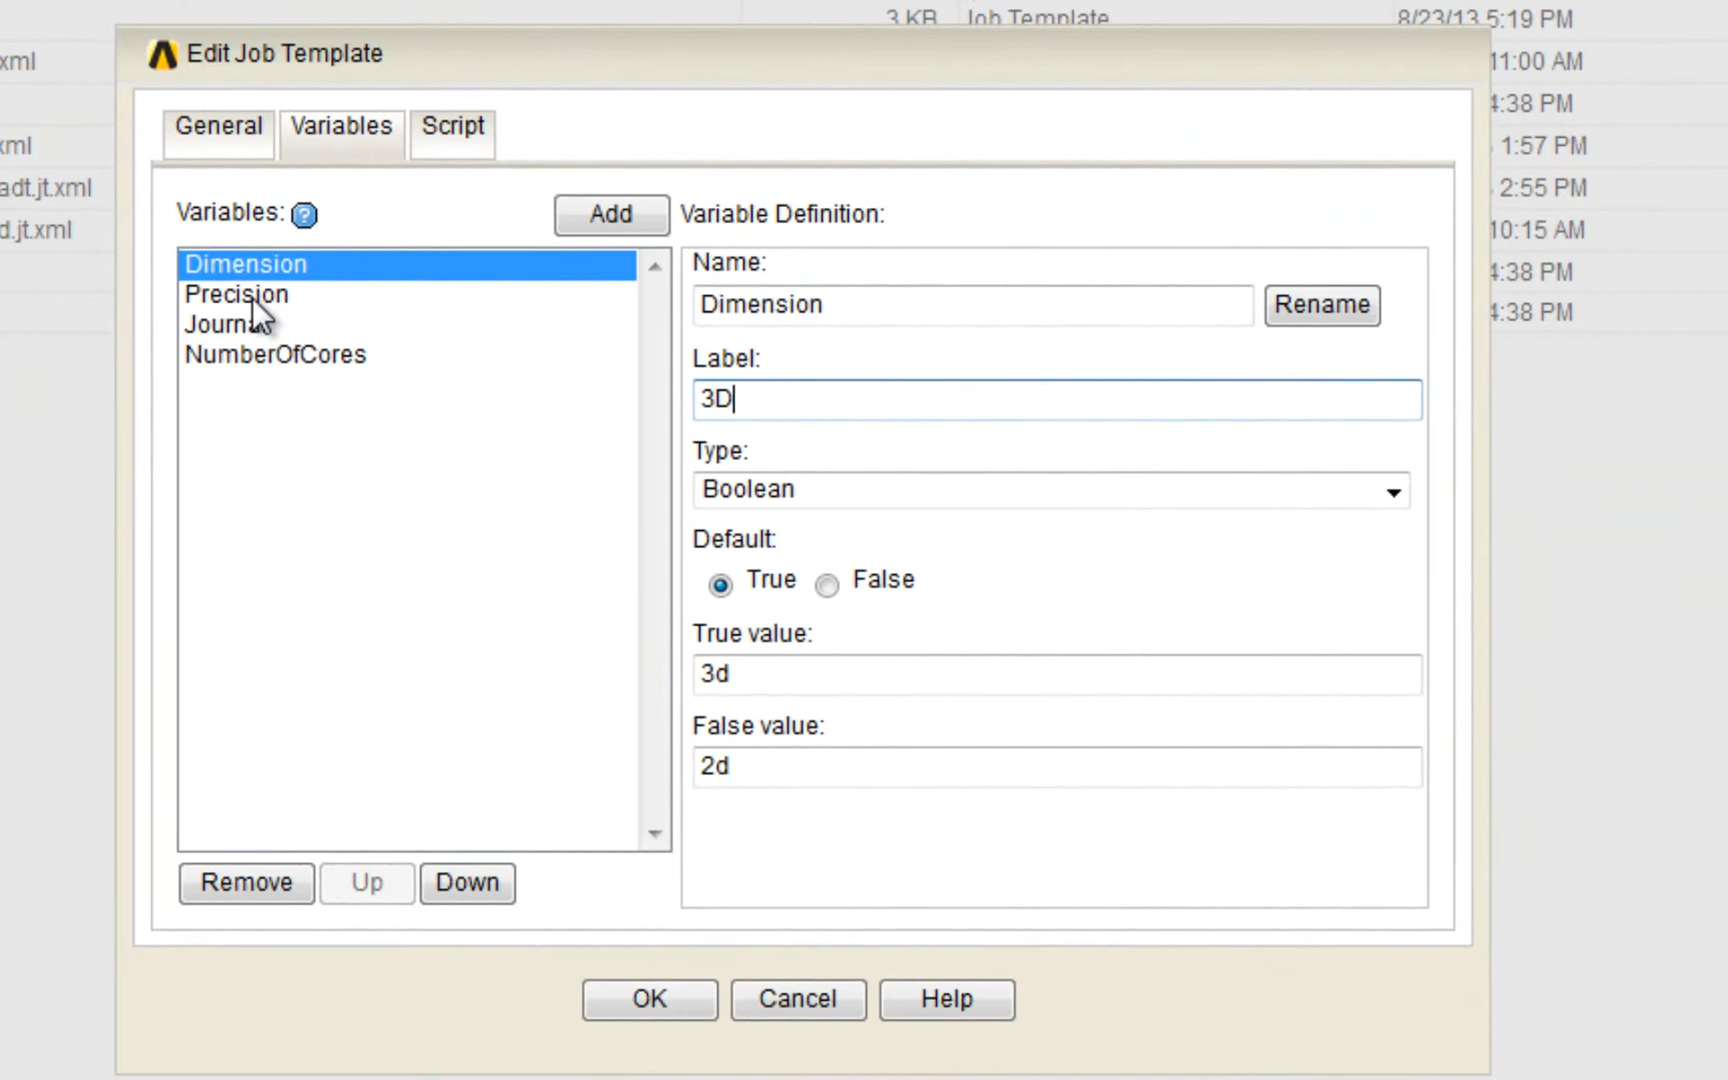 3 KB Job Template 8/23/13 5:19 PM
Edit Job Template
xml 11:00 AM
4:38 PM
General Variables Script
xml 1:57 PM
adt.jt.xml 2:55 PM
Variables: ? Add Variable Definition:
d.jt.xml 10:15 AM
Dimension
Precision
NumberOfCores
Name:
4:38 PM
Dimension Rename
4:38 PM
Label:
3D
Type:
Boolean
Default:
True False
True value:
3d
False value:
2d
Remove Up Down
OK Cancel Help